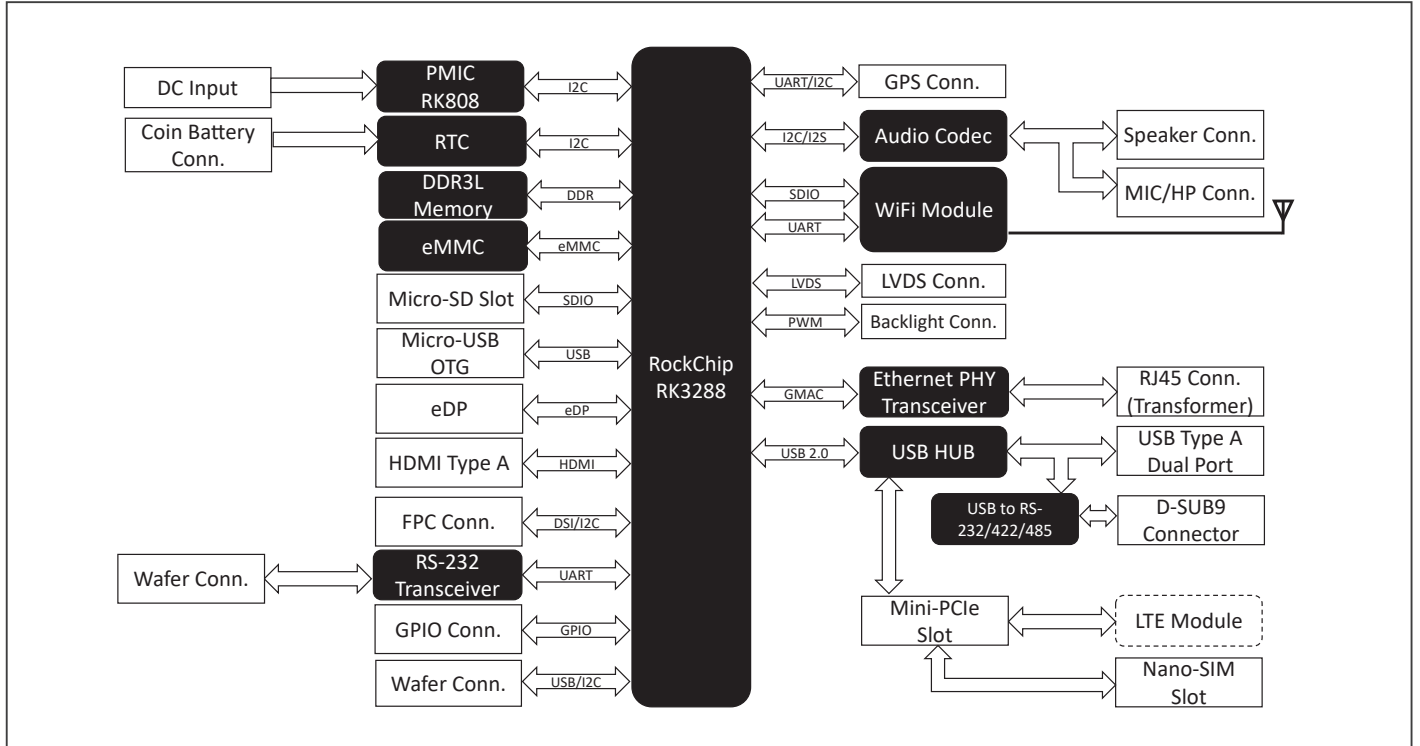 DC Input
PMIC
RK808
I2C
Coin Battery
Conn.
RTC
I2C
DDR3L
Memory
DDR
eMMC
eMMC
Micro-SD Slot
SDIO
Micro-USB
OTG
USB
eDP
eDP
HDMI Type A
HDMI
FPC Conn.
DSI/I2C
Wafer Conn.
RS-232
Transceiver
UART
GPIO Conn.
GPIO
Wafer Conn.
USB/I2C
RockChip
RK3288
UART/I2C
GPS Conn.
I2C/I2S
Audio Codec
Speaker Conn.
MIC/HP Conn.
SDIO
UART
WiFi Module
LVDS
LVDS Conn.
PWM
Backlight Conn.
GMAC
Ethernet PHY
Transceiver
RJ45 Conn.
(Transformer)
USB 2.0
USB HUB
USB Type A
Dual Port
USB to RS-
232/422/485
D-SUB9
Connector
Mini-PCIe
Slot
LTE Module
Nano-SIM
Slot